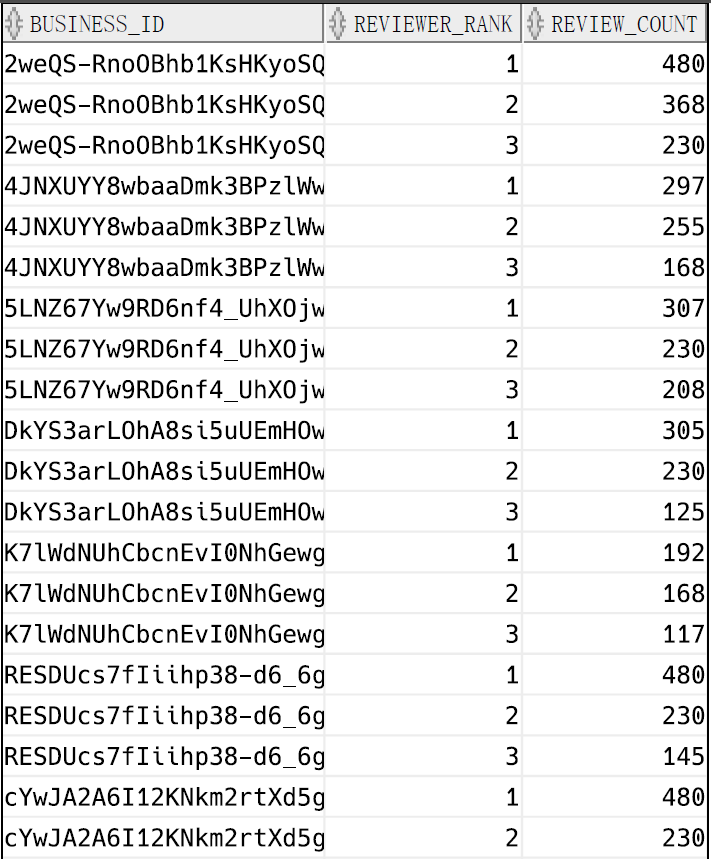 BUSINESS_ID REVIEWER_RANK REVIEW_COUNT
2weQS-RnoOBhb1KsHKyoSQ 1 480
2weQS-RnoOBhb1KsHKyoSQ 2 368
2weQS-RnoOBhb1KsHKyoSQ 3 230
4JNXUYY8wbaaDmk3BPzlWw 1 297
4JNXUYY8wbaaDmk3BPzlWw 2 255
4JNXUYY8wbaaDmk3BPzlWw 3 168
5LNZ67Yw9RD6nf4_UhXOjw 1 307
5LNZ67Yw9RD6nf4_UhXOjw 2 230
5LNZ67Yw9RD6nf4_UhXOjw 3 208
DkYS3arLOhA8si5uUEmHOw 1 305
DkYS3arLOhA8si5uUEmHOw 2 230
DkYS3arLOhA8si5uUEmHOw 3 125
K7lWdNUhCbcnEvI0NhGewg 1 192
K7lWdNUhCbcnEvI0NhGewg 2 168
K7lWdNUhCbcnEvI0NhGewg 3 117
RESDUcs7fIiihp38-d6_6g 1 480
RESDUcs7fIiihp38-d6_6g 2 230
RESDUcs7fIiihp38-d6_6g 3 145
cYwJA2A6I12KNkm2rtXd5g 1 480
cYwJA2A6I12KNkm2rtXd5g 2 230